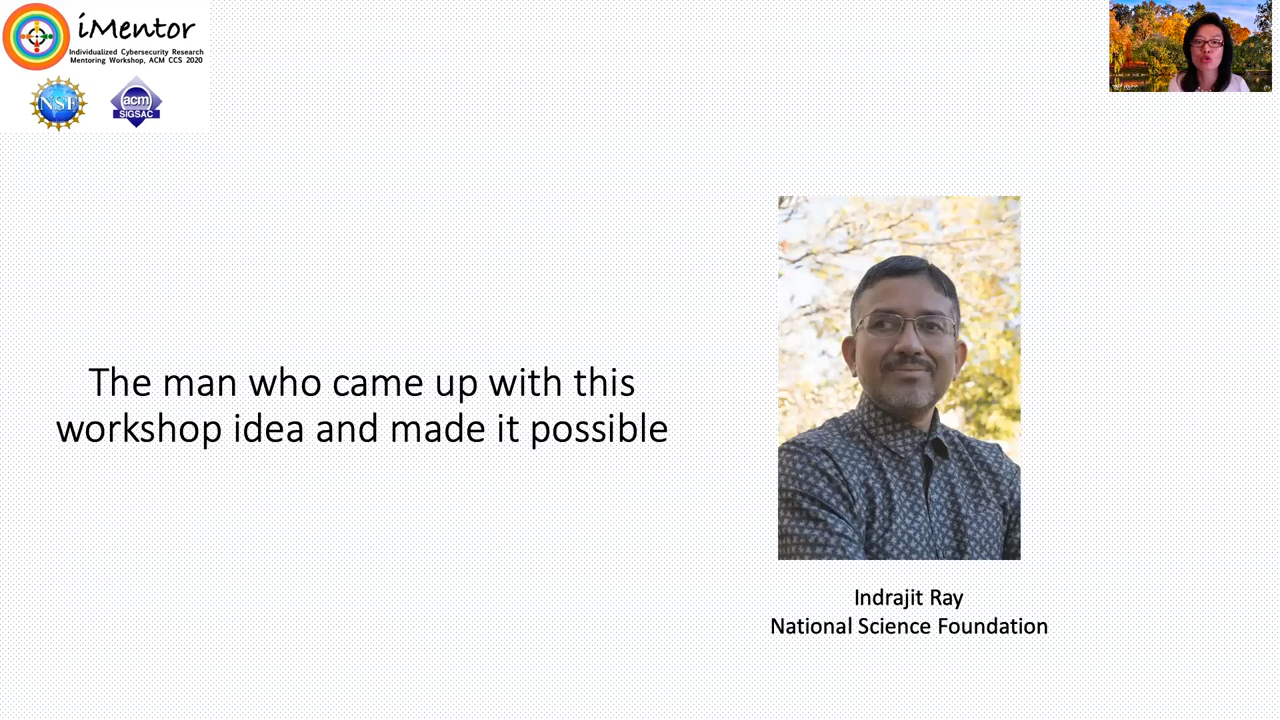 iMentor
Individualized Cybersecurity Research
Mentoring Workshop, ACM CCS 2020
NSF
acm
SIGSAC
The man who came up with this
workshop idea and made it possible
Indrajit Ray
National Science Foundation